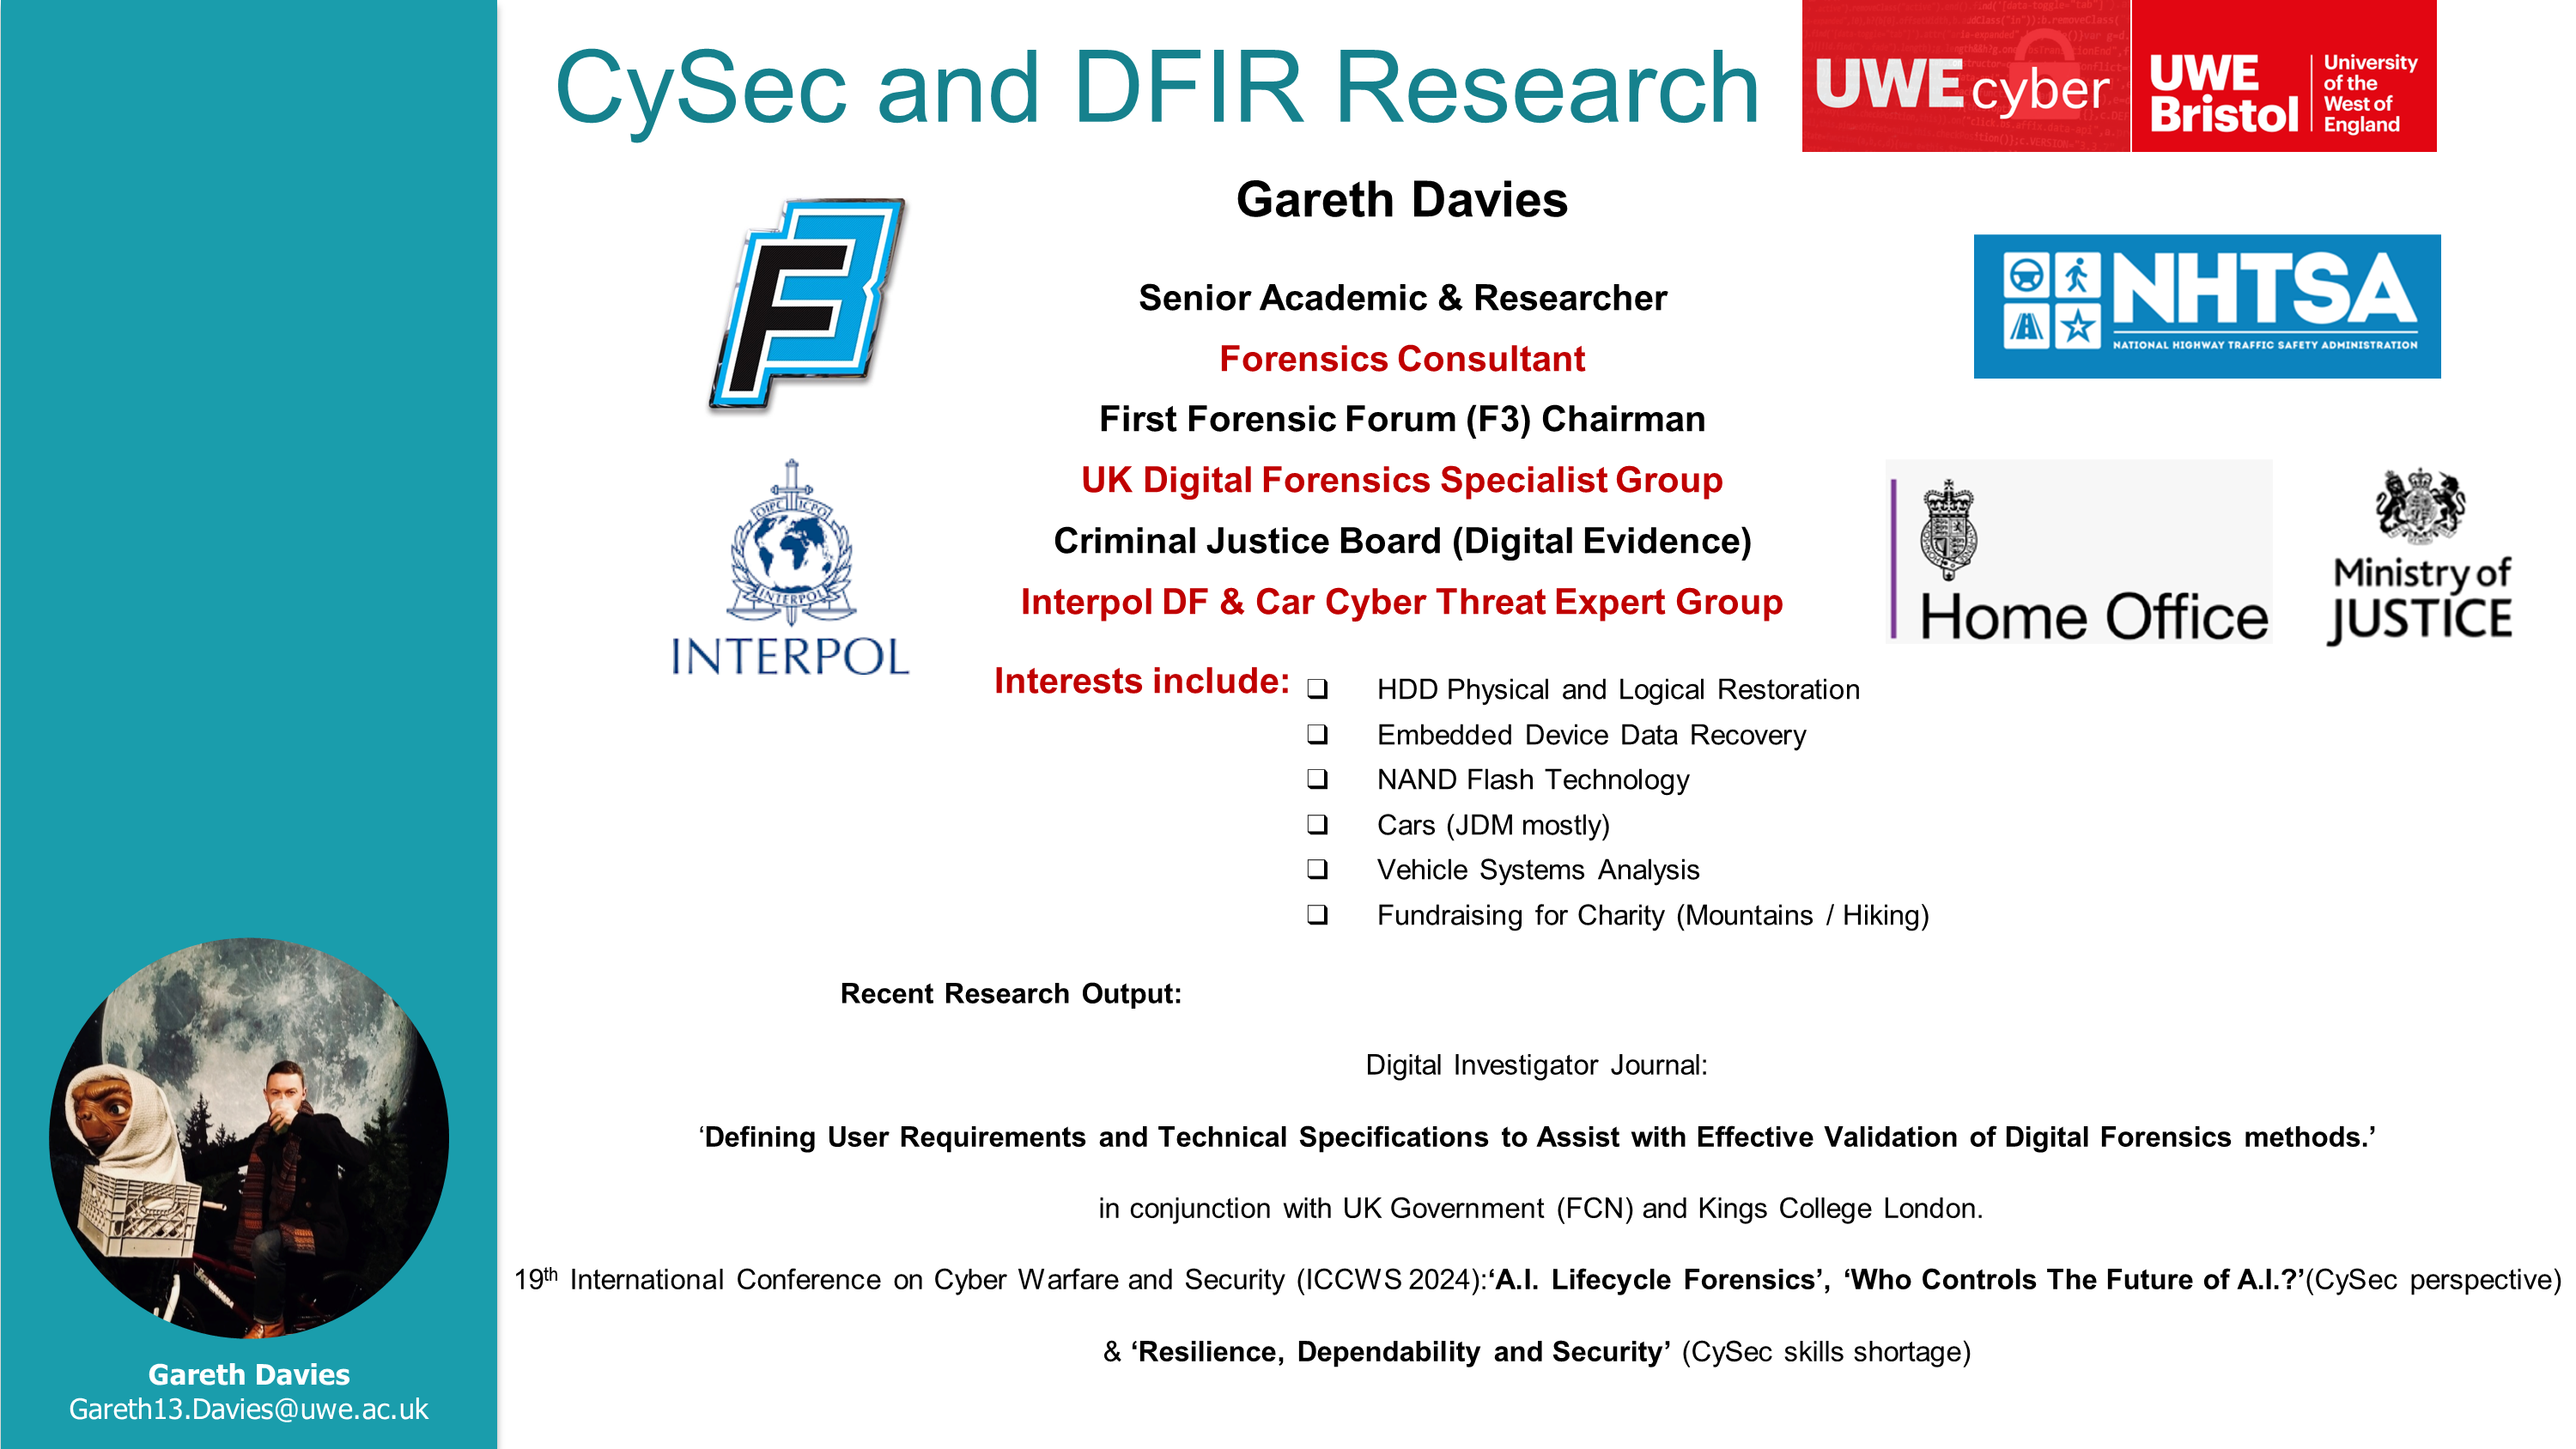 CySec and DFIR Research
UWEcyber
UWE
Bristol
University
of the
West of
England
Gareth Davies
F3
NHTSA
NATIONAL HIGHWAY TRAFFIC SAFETY ADMINISTRATION
Senior Academic & Researcher
Forensics Consultant
First Forensic Forum (F3) Chairman
UK Digital Forensics Specialist Group
Criminal Justice Board (Digital Evidence)
Interpol DF & Car Cyber Threat Expert Group
OIPC ICPO
INTERPOL
INTERPOL
Home Office
Ministry of
JUSTICE
Interests include:
❑ HDD Physical and Logical Restoration
❑ Embedded Device Data Recovery
❑ NAND Flash Technology
❑ Cars (JDM mostly)
❑ Vehicle Systems Analysis
❑ Fundraising for Charity (Mountains / Hiking)
Recent Research Output:
Digital Investigator Journal:
‘Defining User Requirements and Technical Specifications to Assist with Effective Validation of Digital Forensics methods.’
in conjunction with UK Government (FCN) and Kings College London.
19th International Conference on Cyber Warfare and Security (ICCWS 2024):‘A.I. Lifecycle Forensics’, ‘Who Controls The Future of A.I.?’(CySec perspective)
& ‘Resilience, Dependability and Security’ (CySec skills shortage)
Gareth Davies
Gareth13.Davies@uwe.ac.uk